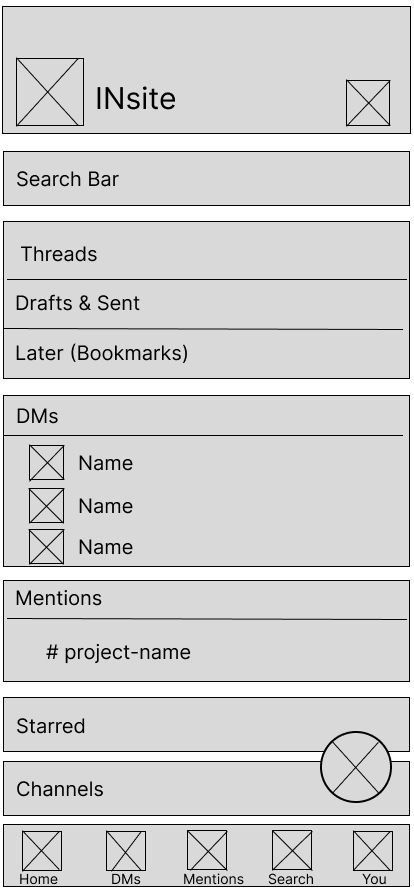 INsite
Search Bar
Threads
Drafts & Sent
Later (Bookmarks)
DMs
Name
Name
Name
Mentions
# project-name
Starred
Channels
Home DMs Mentions Search You